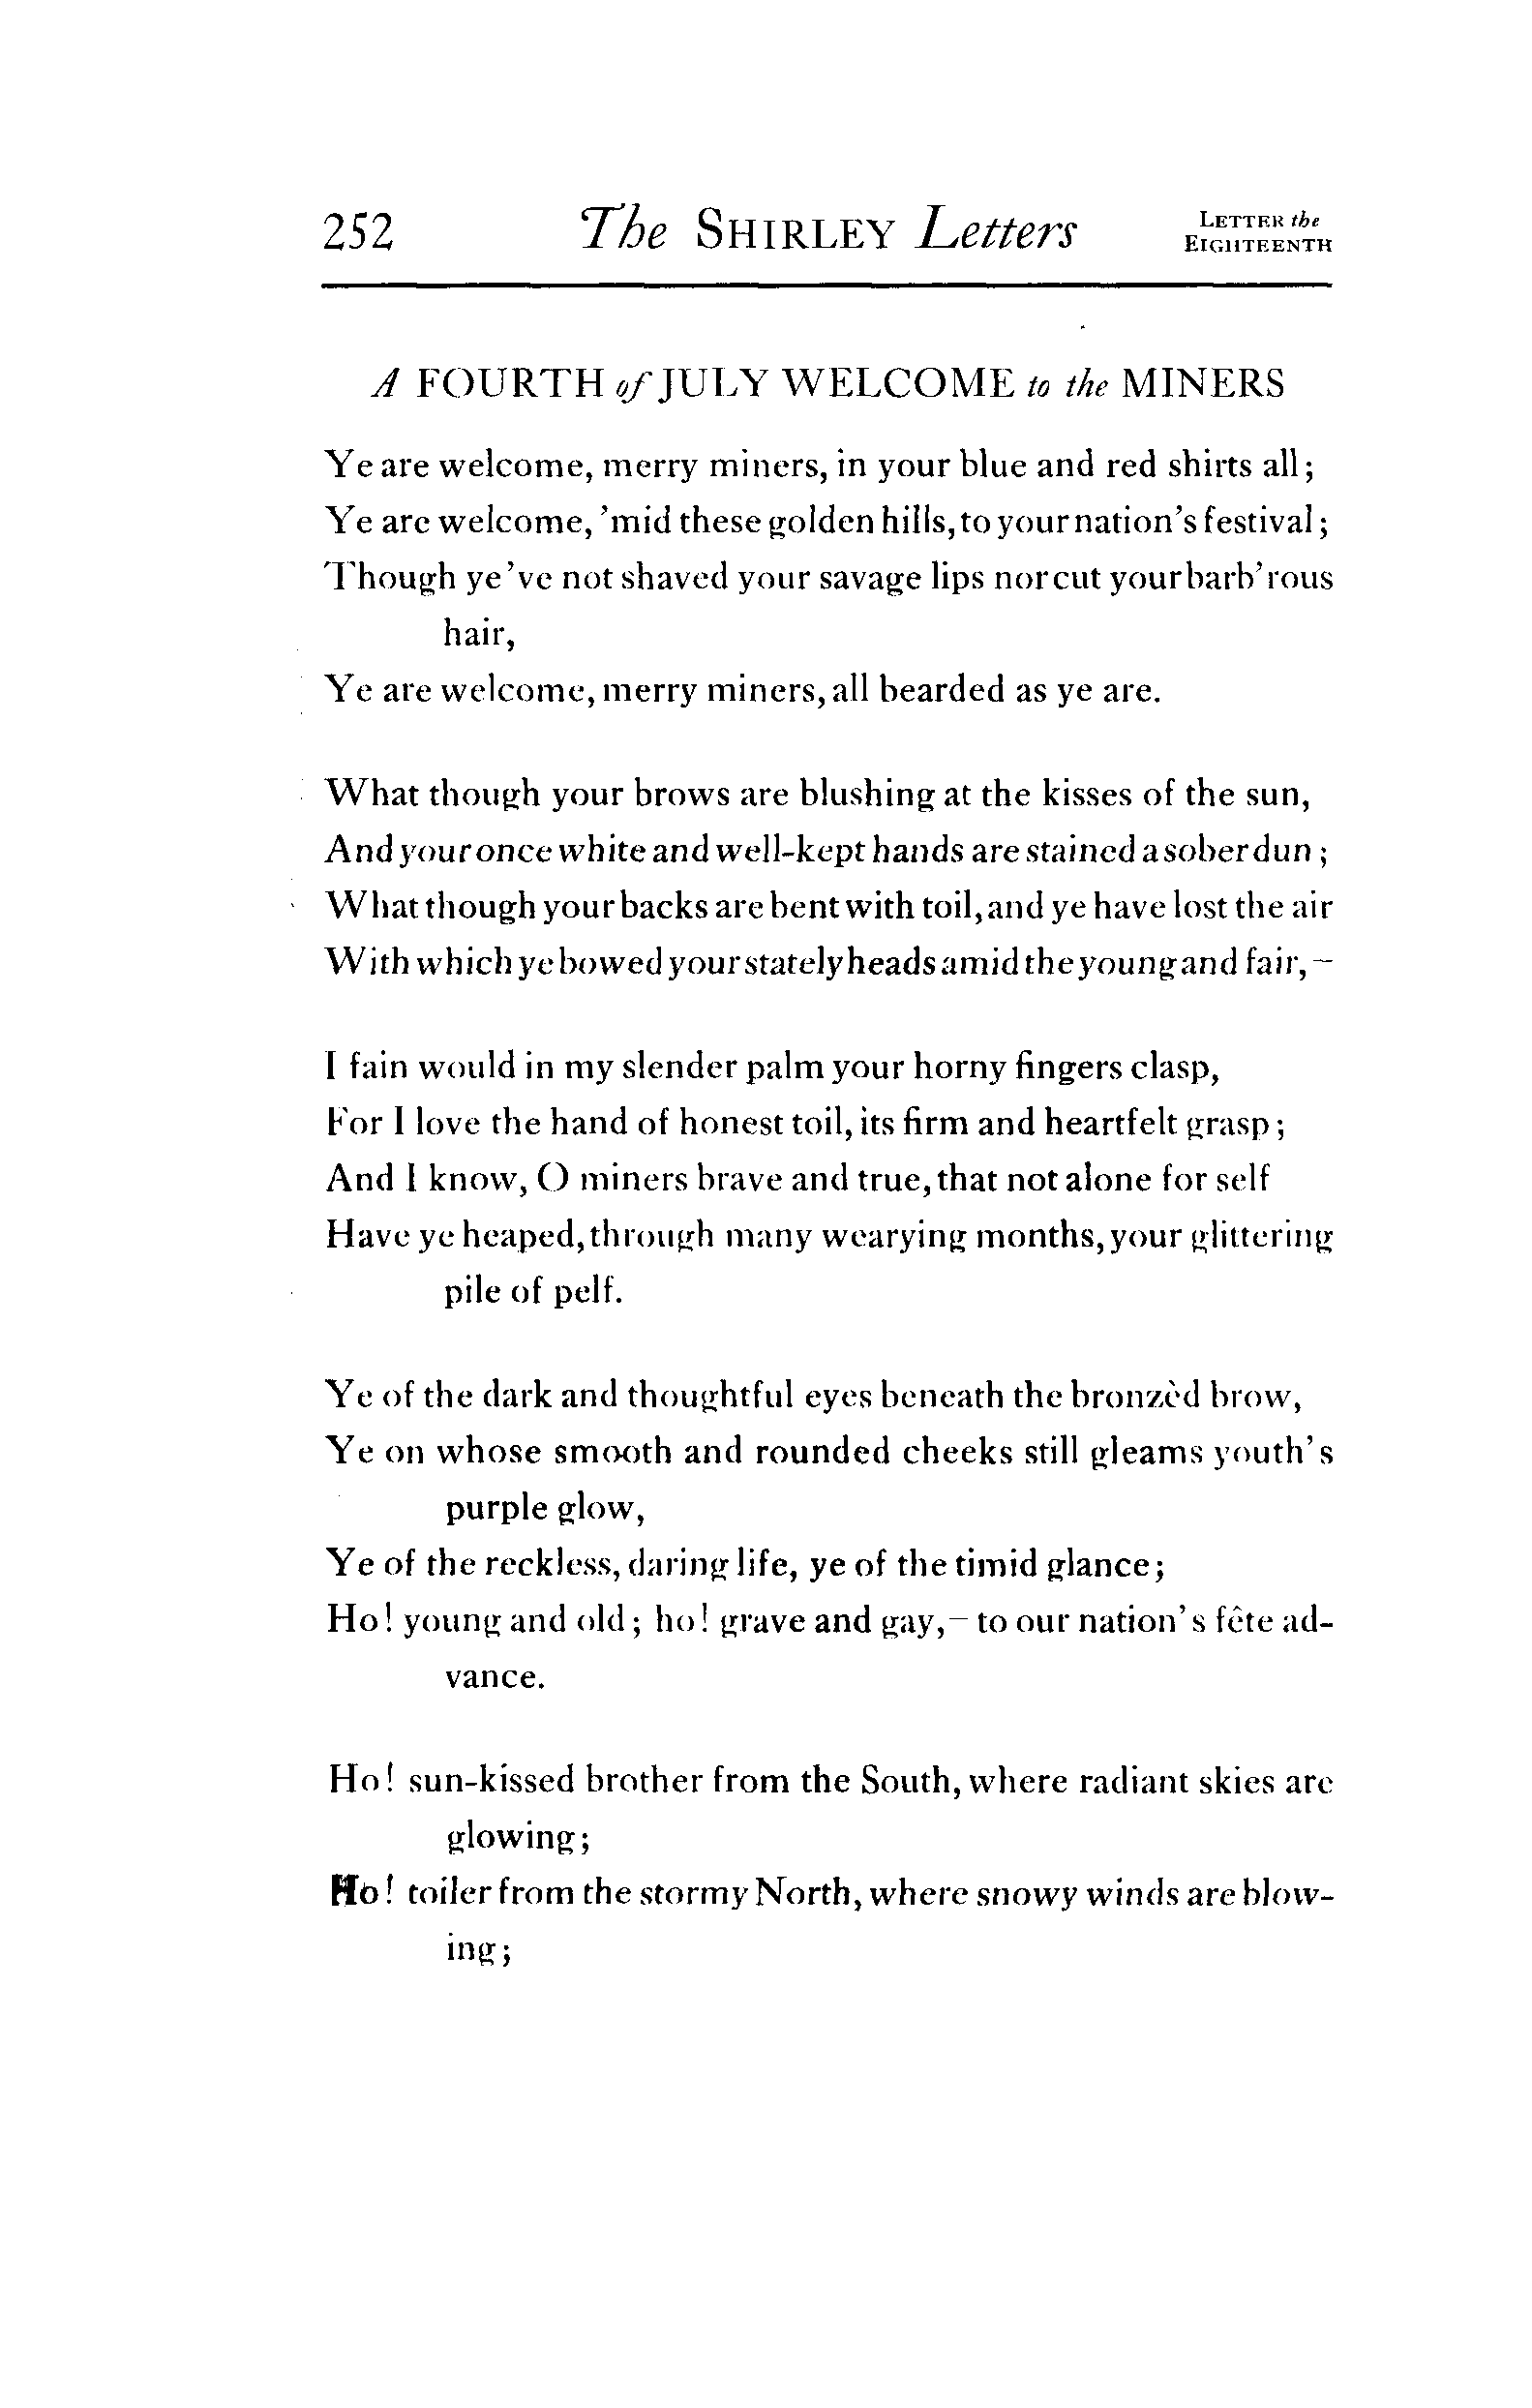 252 The SHIRLEY Letters LETTER the
EIGHTEENTH
A FOURTH of JULY WELCOME to the MINERS
Ye are welcome, merry miners, in your blue and red shirts all;
Ye are welcome, 'mid these golden hills, to your nation's festival;
Though ye've not shaved your savage lips nor cut your barb'rous
hair,
Ye are welcome, merry miners, all bearded as ye are.
What though your brows are blushing at the kisses of the sun,
And your once white and well-kept hands are stained a sober dun;
What though your backs are bent with toil, and ye have lost the air
With which ye bowed your stately heads amid the young and fair,–
I fain would in my slender palm your horny fingers clasp,
For I love the hand of honest toil, its firm and heartfelt grasp;
And I know, O miners brave and true, that not alone for self
Have ye heaped, through many wearying months, your glittering
pile of pelf.
Ye of the dark and thoughtful eyes beneath the bronzèd brow,
Ye on whose smooth and rounded cheeks still gleams youth's
purple glow,
Ye of the reckless, daring life, ye of the timid glance;
Ho! young and old; ho! grave and gay,– to our nation's fête ad-
vance.
Ho! sun-kissed brother from the South, where radiant skies are
glowing;
Ho! toiler from the stormy North, where snowy winds are blow-
ing;